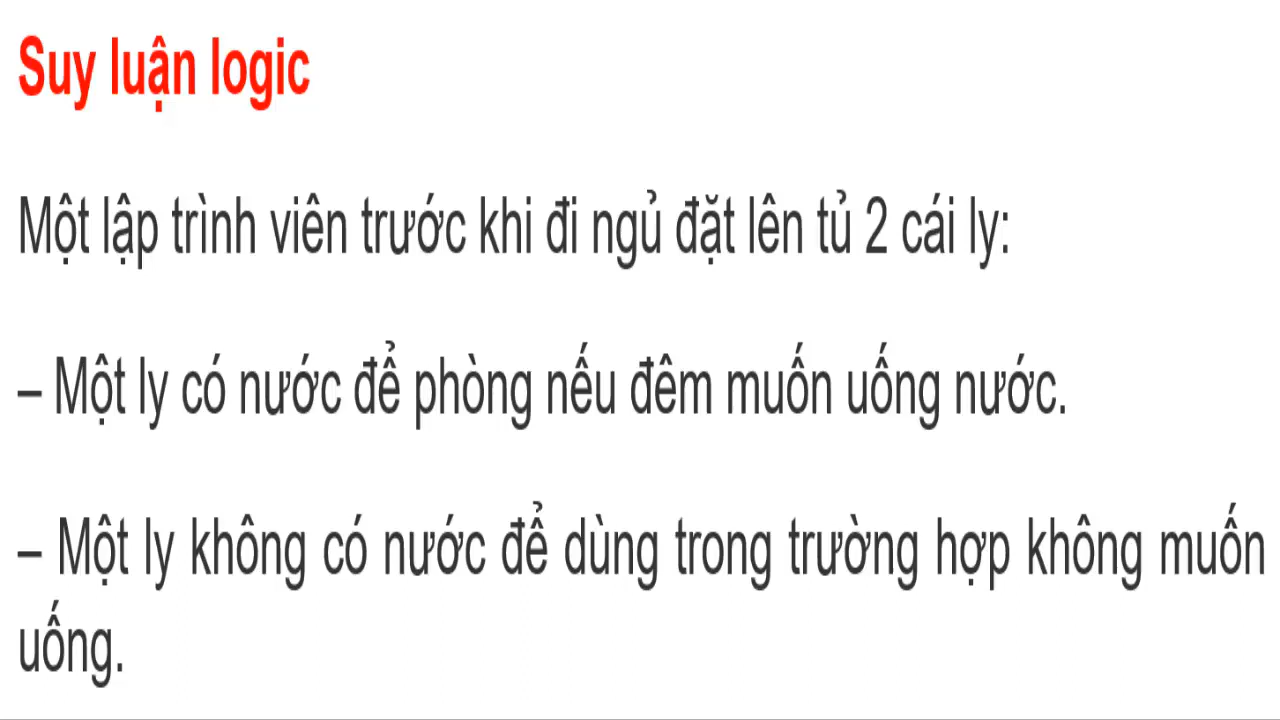 Suy luận logic
Một lập trình viên trước khi đi ngủ đặt lên tủ 2 cái ly:
– Một ly có nước để phòng nếu đêm muốn uống nước.
– Một ly không có nước để dùng trong trường hợp không muốn
uống.